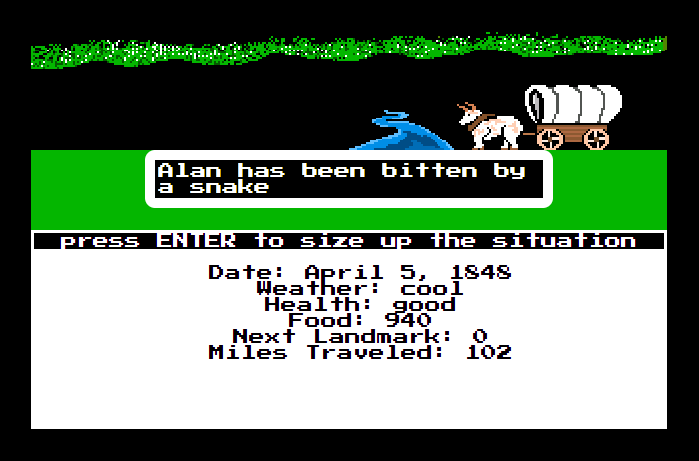 Alan has been bitten by
a snake
press ENTER to size up the situation
Date: April 5, 1848
Weather: cool
Health: good
Food: 940
Next Landmark: 0
Miles Traveled: 102